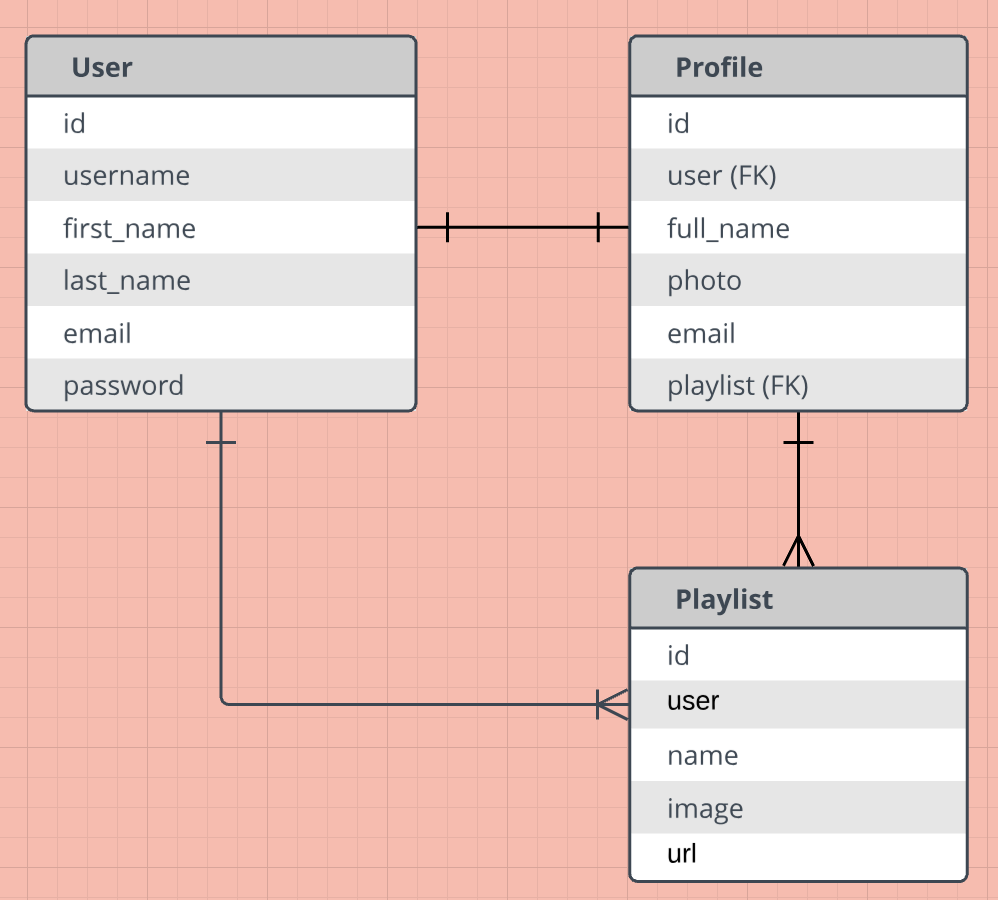 User
id
username
first_name
last_name
email
password
Profile
id
user (FK)
full_name
photo
email
playlist (FK)
Playlist
id
user
name
image
url